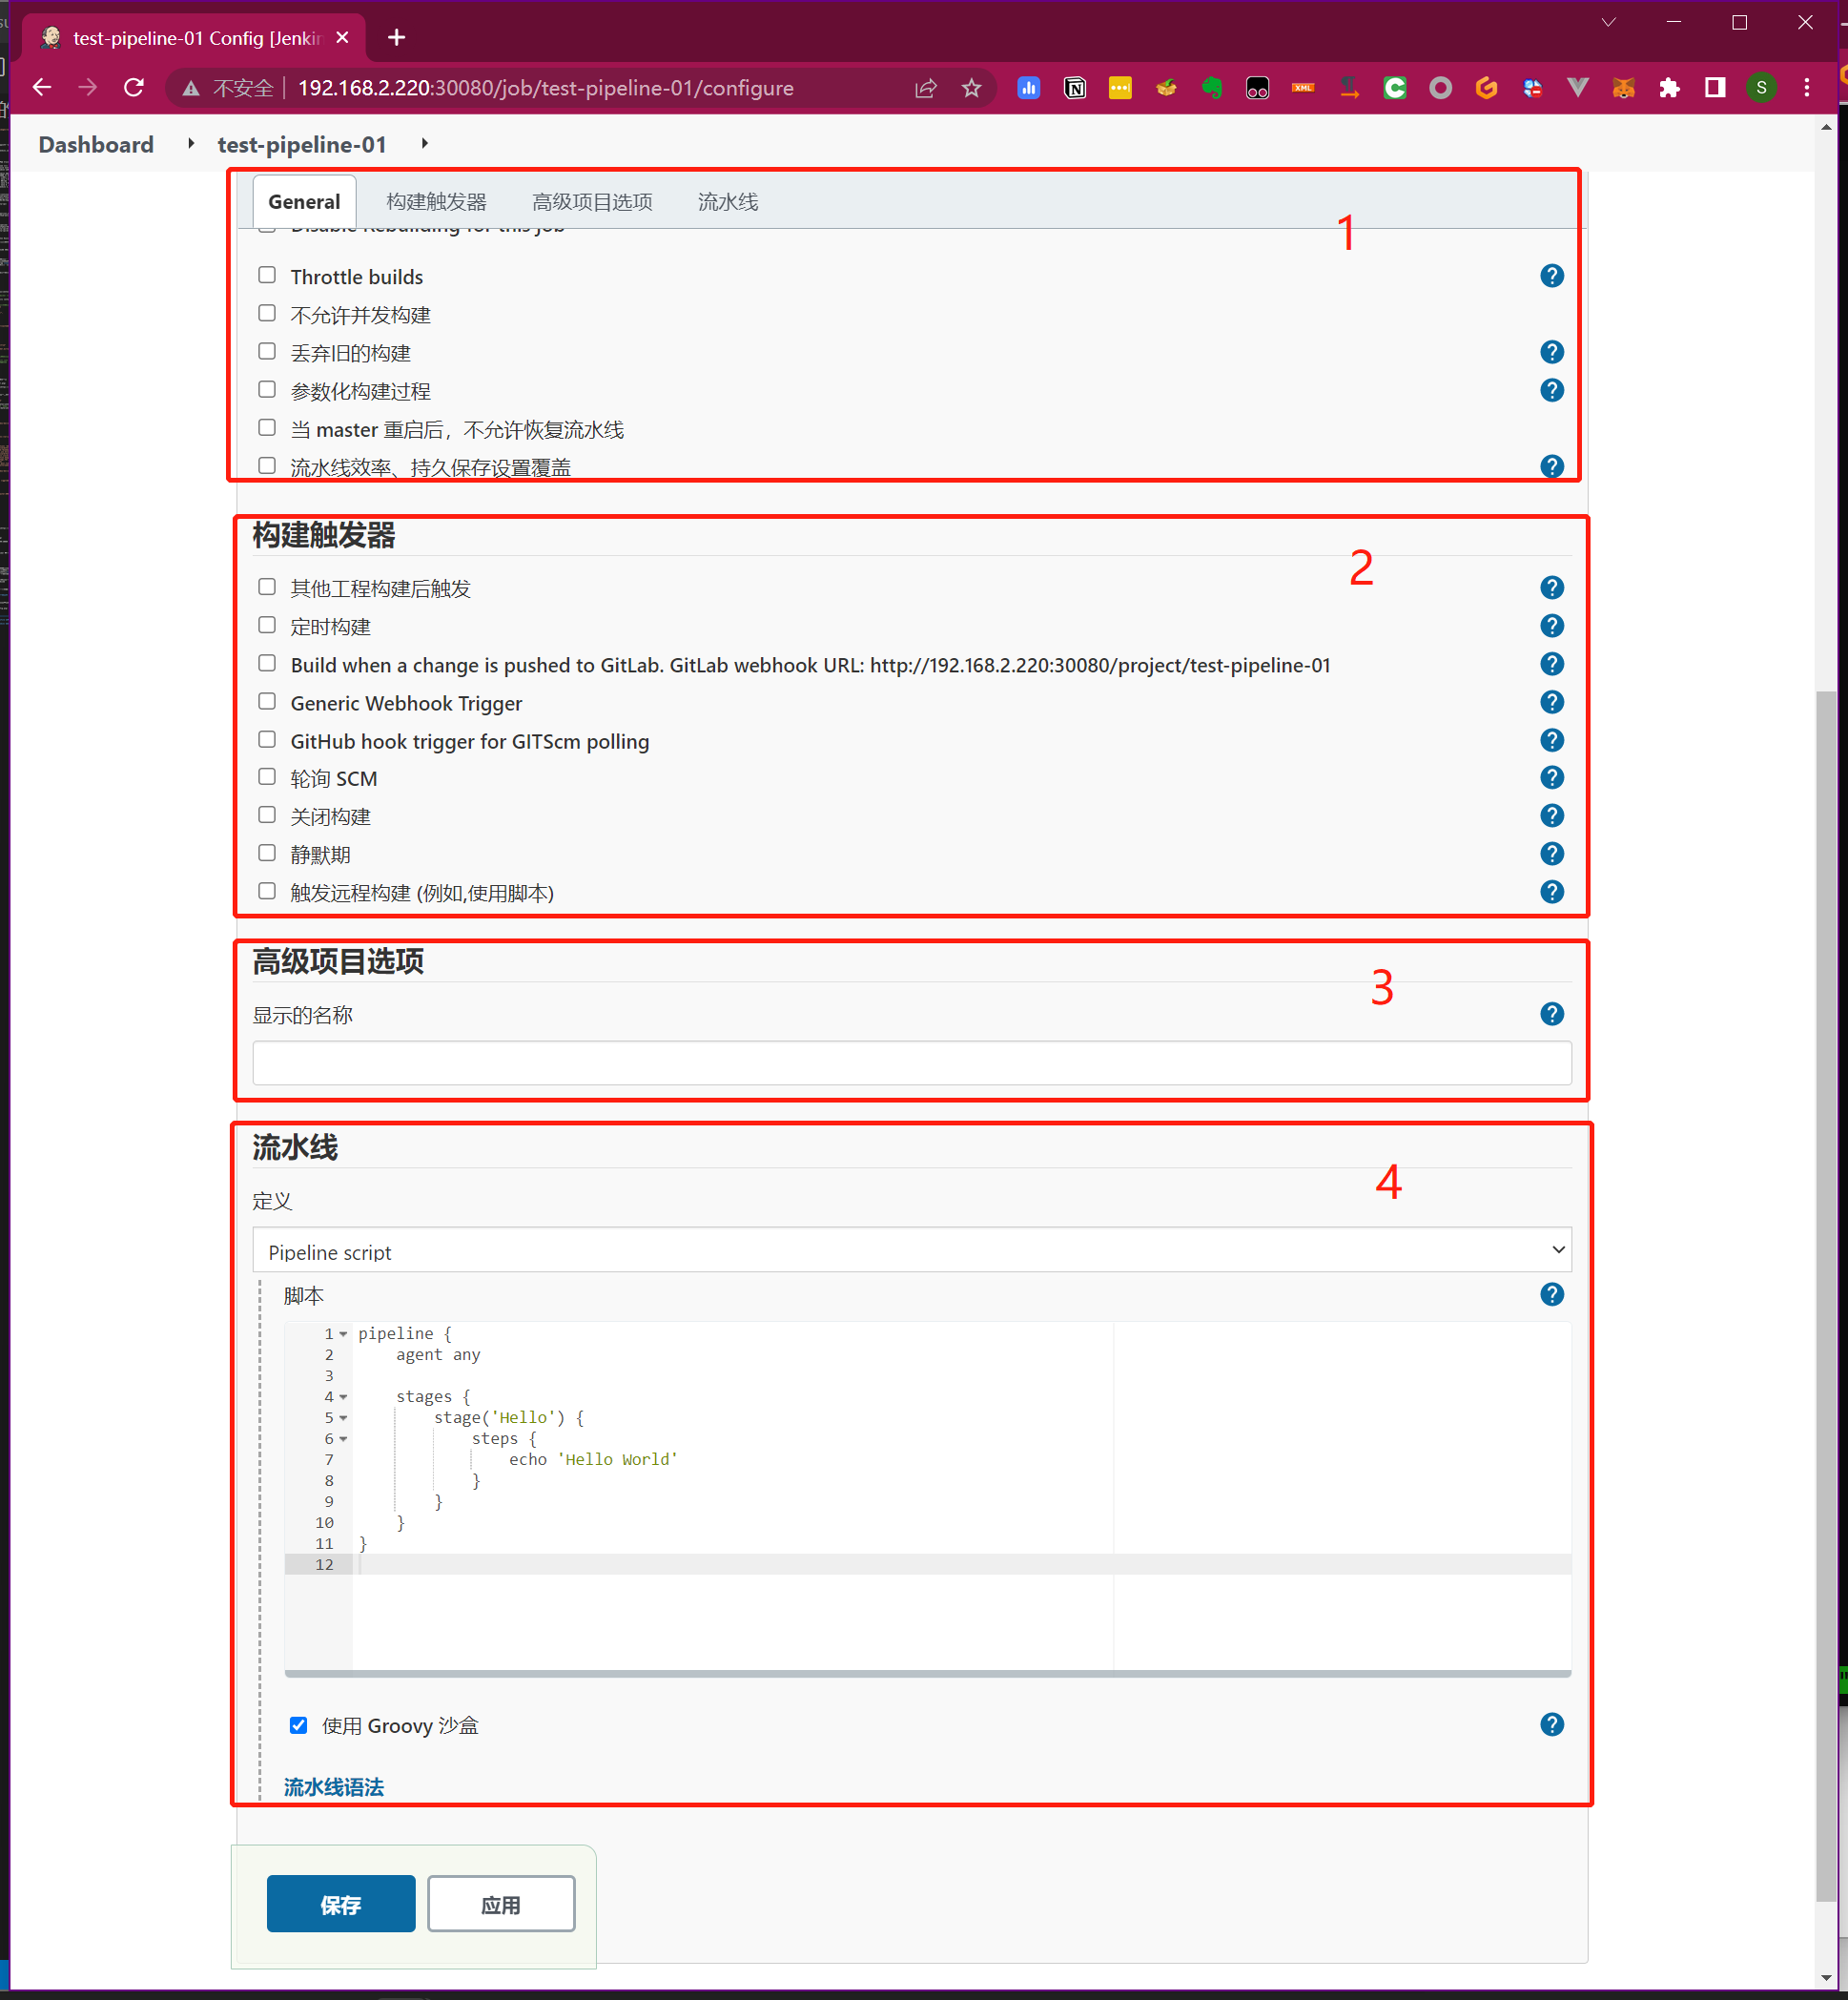 test-pipeline-01 Config [Jenkin
不安全 192.168.2.220:30080/job/test-pipeline-01/configure
Dashboard test-pipeline-01
General 构建触发器 高级项目选项 流水线
1
Disable Rebuilding for this job
Throttle builds
不允许并发构建
丢弃旧的构建
参数化构建过程
当 master 重启后，不允许恢复流水线
流水线效率、持久保存设置覆盖
构建触发器
2
其他工程构建后触发
定时构建
Build when a change is pushed to GitLab. GitLab webhook URL: http://192.168.2.220:30080/project/test-pipeline-01
Generic Webhook Trigger
GitHub hook trigger for GITScm polling
轮询 SCM
关闭构建
静默期
触发远程构建 (例如,使用脚本)
高级项目选项
3
显示的名称
流水线
4
定义
Pipeline script
脚本
1 pipeline {
2     agent any
3
4     stages {
5         stage('Hello') {
6             steps {
7                 echo 'Hello World'
8             }
9         }
10     }
11 }
12
使用 Groovy 沙盒
流水线语法
保存 应用